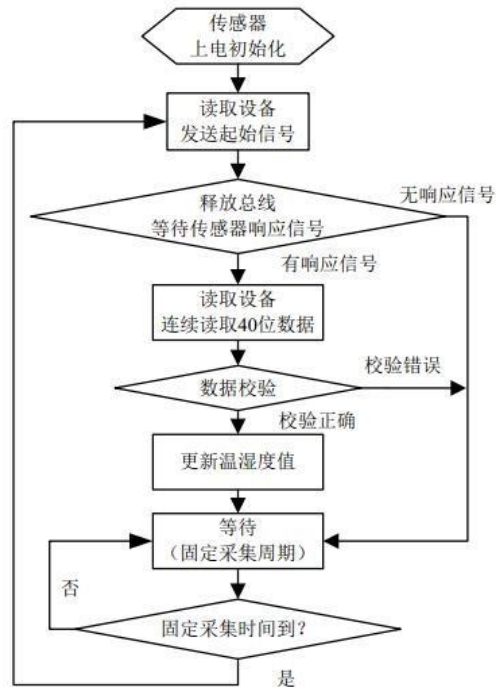 传感器
上电初始化
读取设备
发送起始信号
释放总线
等待传感器响应信号
无响应信号
有响应信号
读取设备
连续读取40位数据
数据校验
校验错误
校验正确
更新温湿度值
等待
（固定采集周期）
否
固定采集时间到？
是